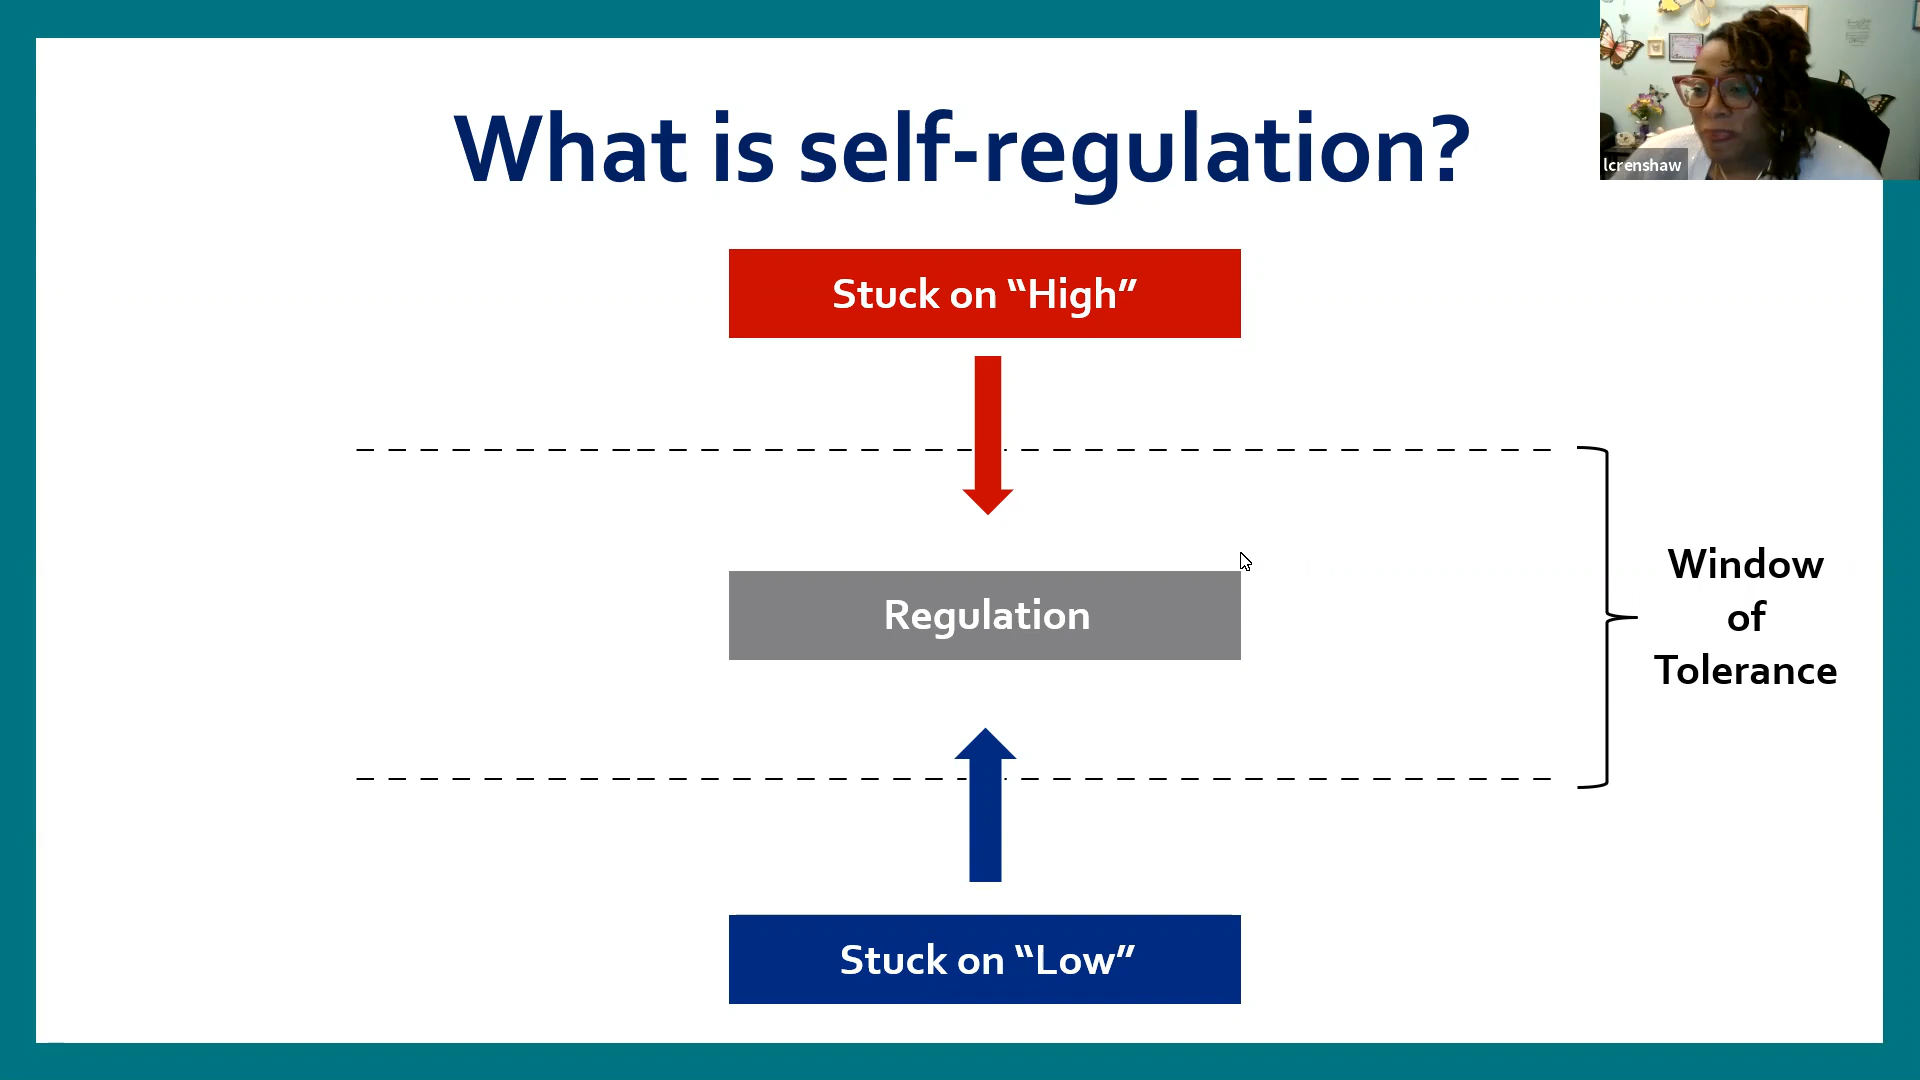 What is self-regulation?
lcrenshaw
Stuck on “High”
Regulation
Window
of
Tolerance
Stuck on “Low”